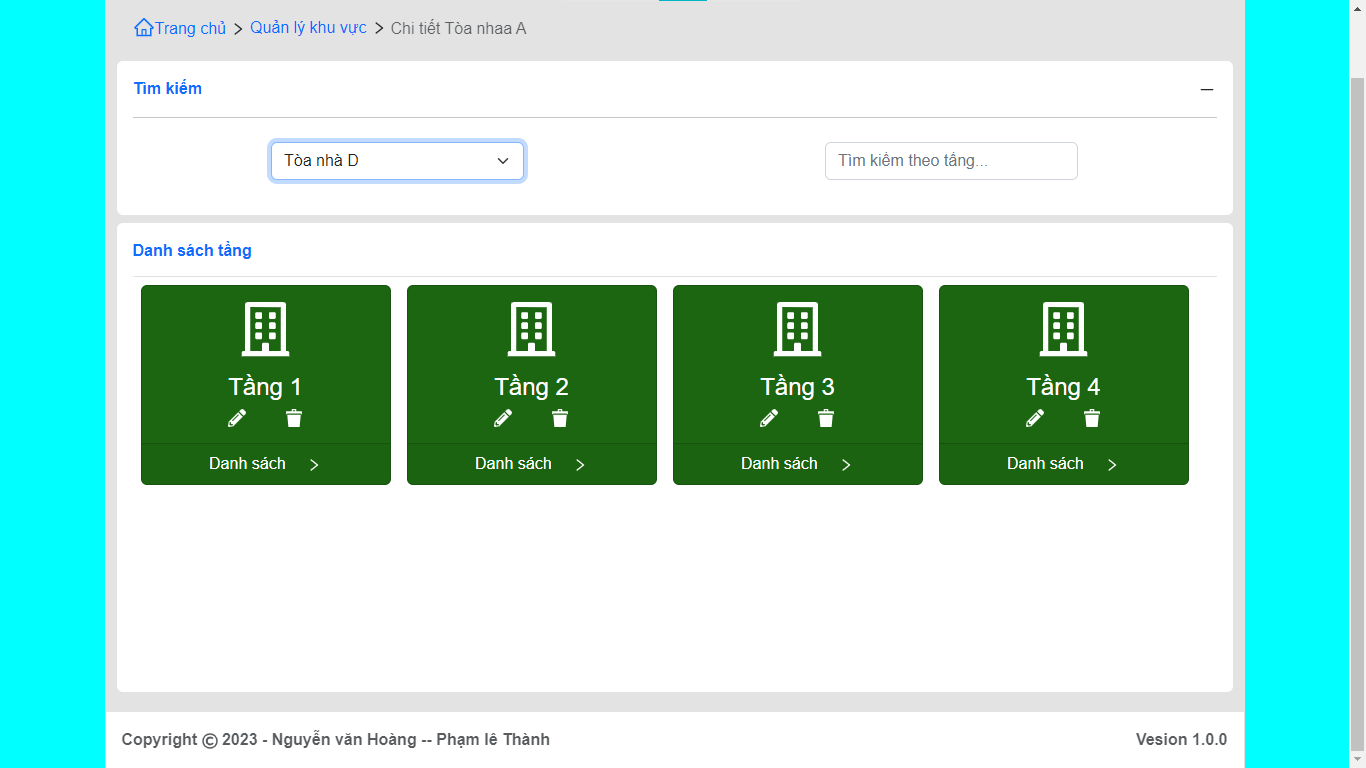 Trang chủ > Quản lý khu vực > Chi tiết Tòa nhaa A
Tìm kiếm
Tòa nhà D
Tìm kiếm theo tầng...
Danh sách tầng
Tầng 1
Tầng 2
Tầng 3
Tầng 4
Danh sách >
Danh sách >
Danh sách >
Danh sách >
Copyright © 2023 - Nguyễn văn Hoàng -- Phạm lê Thành
Vesion 1.0.0